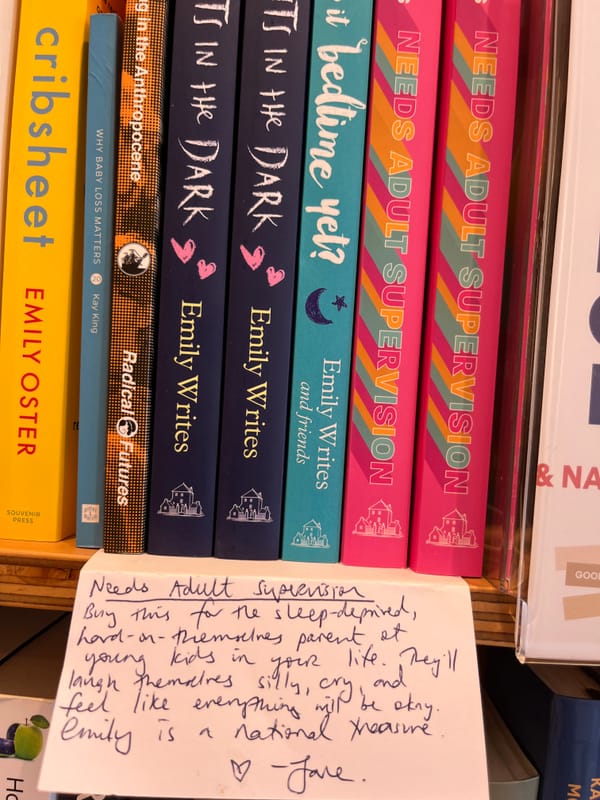 cribsheet EMILY OSTER
SOUVENIR
PRESS
WHY BABY LOSS MATTERS Kay King
in the Anthropocene
Radical Futures
TS IN THE DARK
Emily Writes
TS IN THE DARK
Emily Writes
it bedtime yet?
Emily Writes
and friends
NEEDS ADULT SUPERVISION
NEEDS ADULT SUPERVISION
& NA
GOO
Needs Adult Supervision
Buy this for the sleep-deprived,
hard-on-themselves parent of
young kids in your life. They'll
laugh themselves silly, cry, and
feel like everything will be okay.
Emily is a national treasure.
♡ -Jane.